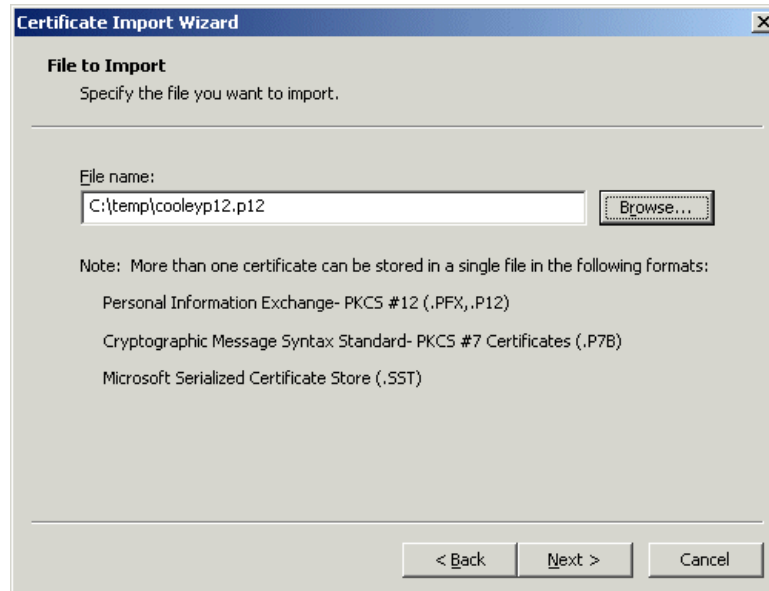 Certificate Import Wizard
File to Import
Specify the file you want to import.
File name:
C:\temp\cooleyp12.p12
Browse...
Note: More than one certificate can be stored in a single file in the following formats:
Personal Information Exchange- PKCS #12 (.PFX,.P12)
Cryptographic Message Syntax Standard- PKCS #7 Certificates (.P7B)
Microsoft Serialized Certificate Store (.SST)
< Back
Next >
Cancel